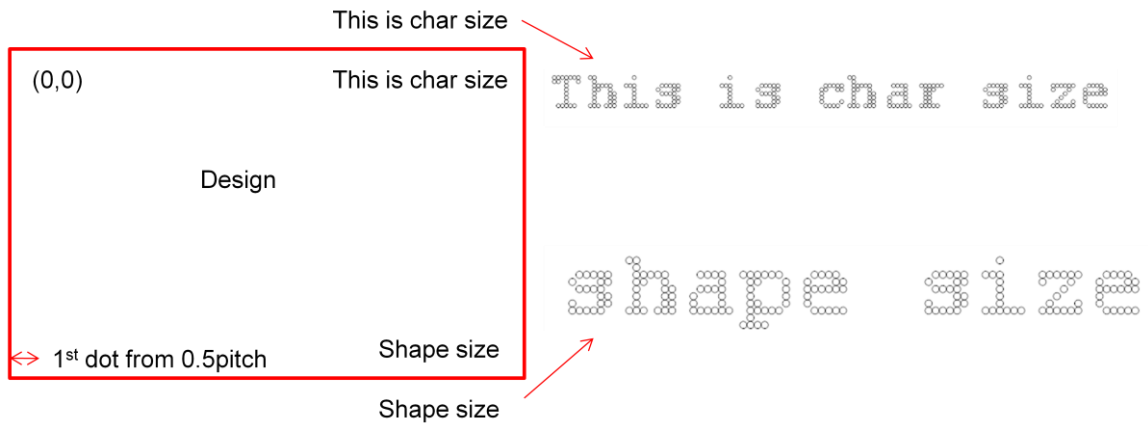 This is char size
(0,0)
This is char size
This is char size
Design
shape size
1st dot from 0.5pitch
Shape size
Shape size